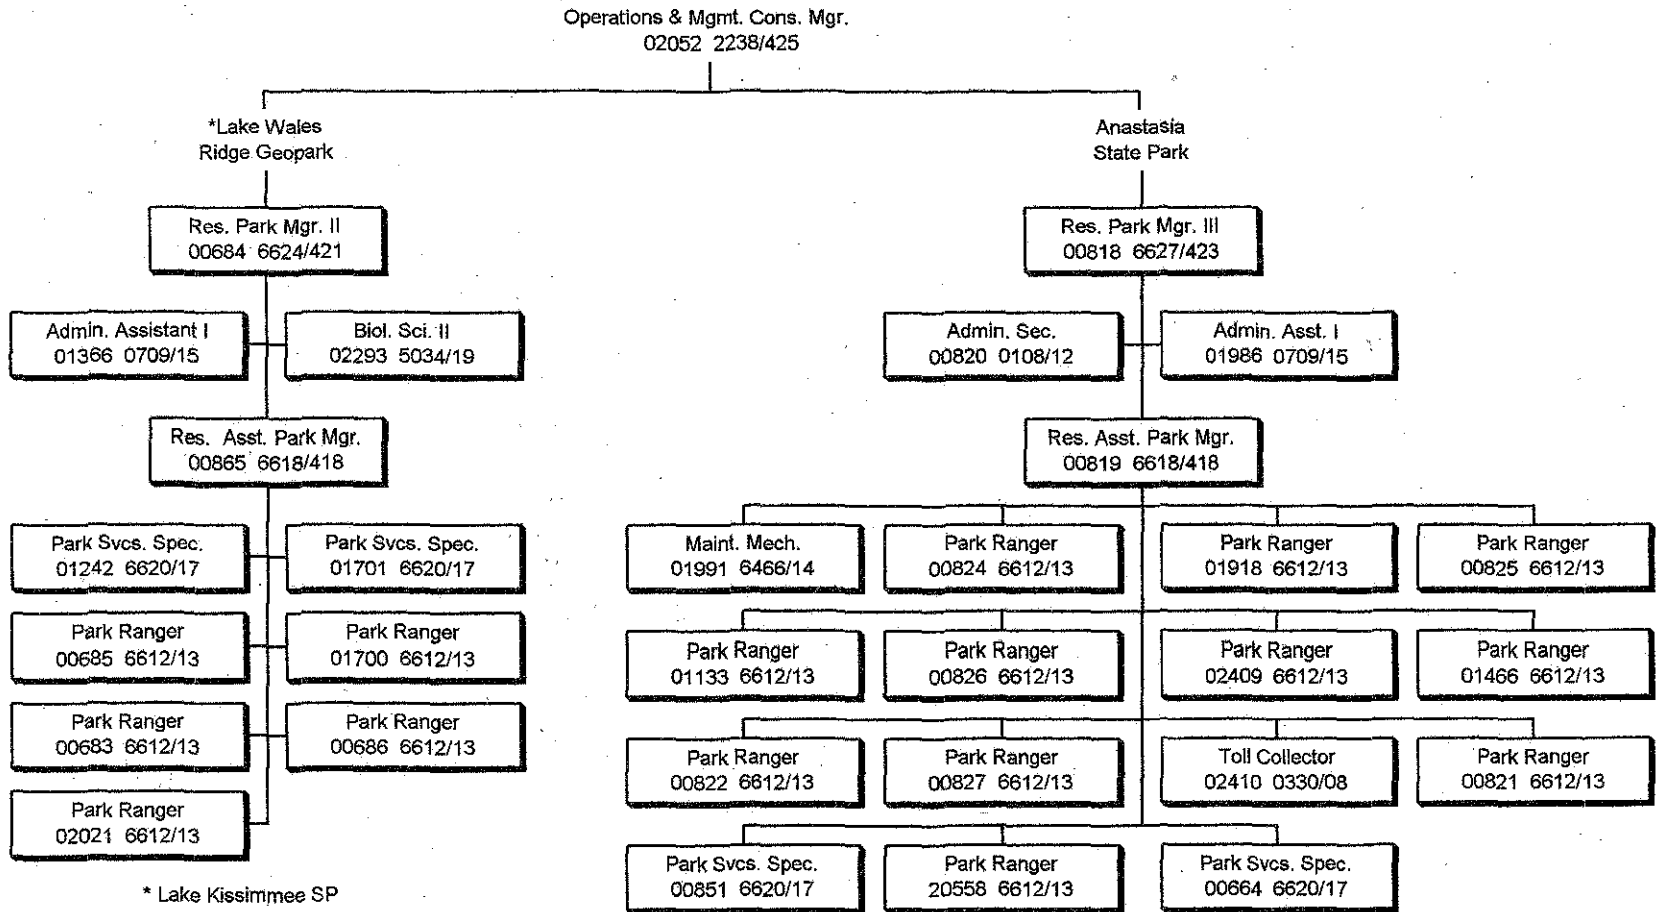 Operations & Mgmt. Cons. Mgr.
02052 2238/425
*Lake Wales
Ridge Geopark
Res. Park Mgr. II
00684 6624/421
Admin. Assistant I
01366 0709/15
Biol. Sci. II
02293 5034/19
Res. Asst. Park Mgr.
00865 6618/418
Park Svcs. Spec.
01242 6620/17
Park Svcs. Spec.
01701 6620/17
Park Ranger
00685 6612/13
Park Ranger
01700 6612/13
Park Ranger
00683 6612/13
Park Ranger
00686 6612/13
Park Ranger
02021 6612/13
* Lake Kissimmee SP
Anastasia
State Park
Res. Park Mgr. III
00818 6627/423
Admin. Sec.
00820 0108/12
Admin. Asst. I
01986 0709/15
Res. Asst. Park Mgr.
00819 6618/418
Maint. Mech.
01991 6466/14
Park Ranger
00824 6612/13
Park Ranger
01918 6612/13
Park Ranger
00825 6612/13
Park Ranger
01133 6612/13
Park Ranger
00826 6612/13
Park Ranger
02409 6612/13
Park Ranger
01466 6612/13
Park Ranger
00822 6612/13
Park Ranger
00827 6612/13
Toll Collector
02410 0330/08
Park Ranger
00821 6612/13
Park Svcs. Spec.
00851 6620/17
Park Ranger
20558 6612/13
Park Svcs. Spec.
00664 6620/17